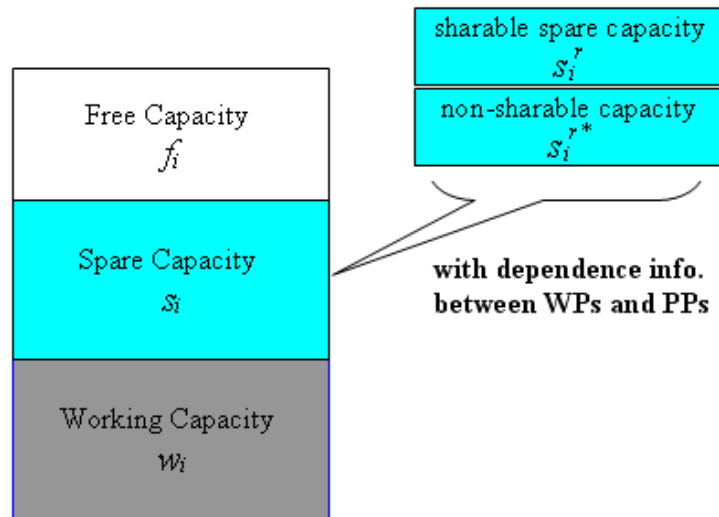 Free Capacity
f_i
Spare Capacity
s_i
Working Capacity
w_i
sharable spare capacity
s_i^r
non-sharable capacity
s_i^r*
with dependence info.
between WPs and PPs